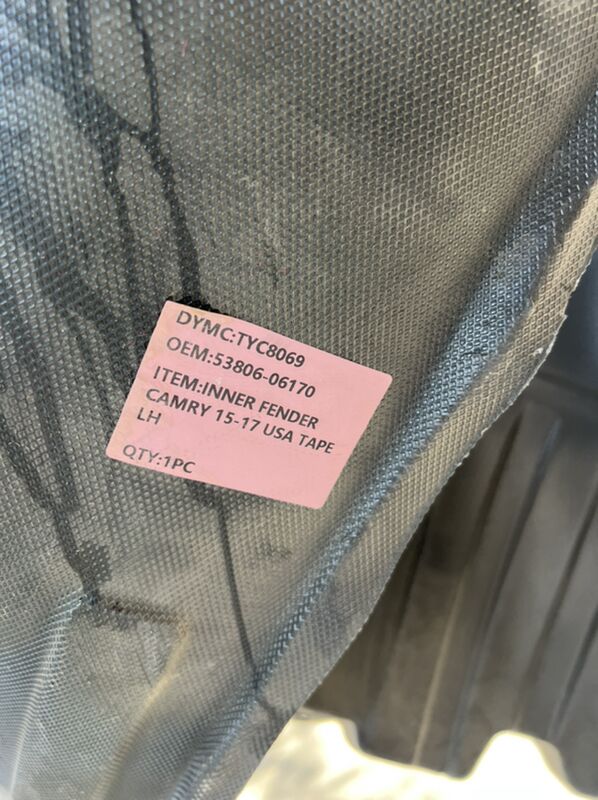 DYMC:TYC8069
OEM:53806-06170
ITEM:INNER FENDER
CAMRY 15-17 USA TAPE
LH
QTY:1PC